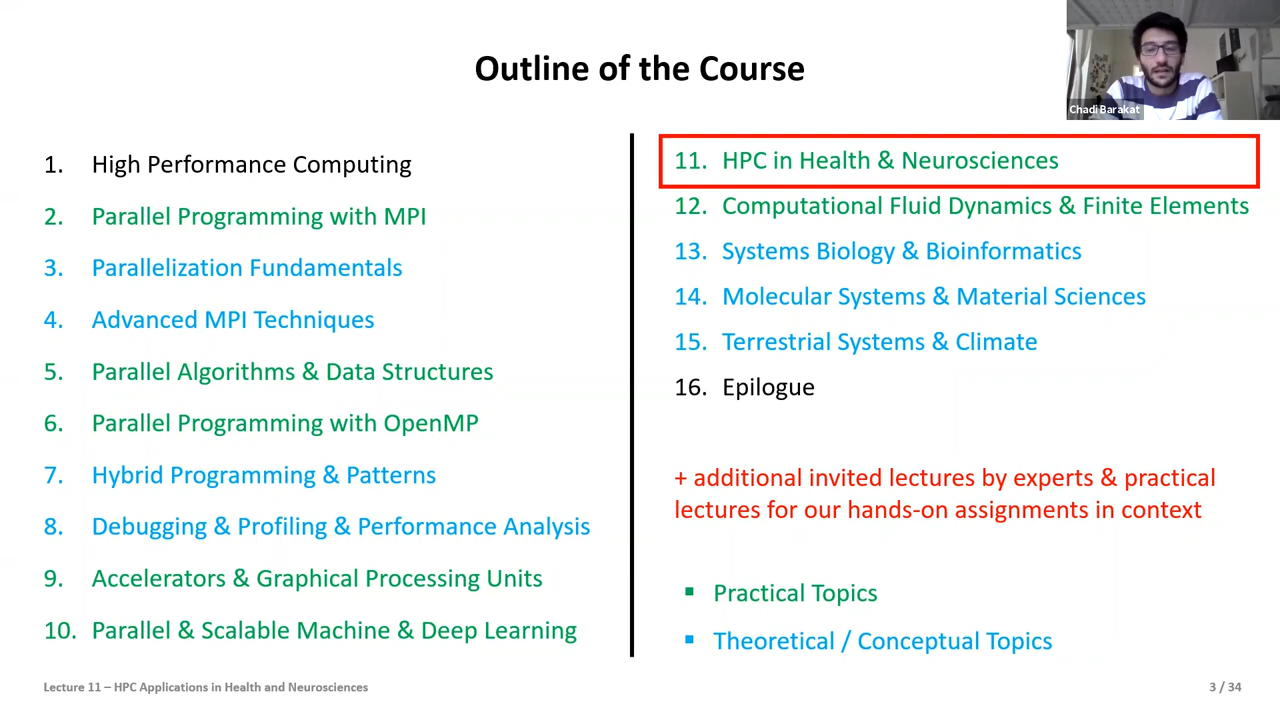 Outline of the Course
Chadi Barakat
1. High Performance Computing
2. Parallel Programming with MPI
3. Parallelization Fundamentals
4. Advanced MPI Techniques
5. Parallel Algorithms & Data Structures
6. Parallel Programming with OpenMP
7. Hybrid Programming & Patterns
8. Debugging & Profiling & Performance Analysis
9. Accelerators & Graphical Processing Units
10. Parallel & Scalable Machine & Deep Learning
11. HPC in Health & Neurosciences
12. Computational Fluid Dynamics & Finite Elements
13. Systems Biology & Bioinformatics
14. Molecular Systems & Material Sciences
15. Terrestrial Systems & Climate
16. Epilogue
+ additional invited lectures by experts & practical
lectures for our hands-on assignments in context
▪ Practical Topics
▪ Theoretical / Conceptual Topics
Lecture 11 – HPC Applications in Health and Neurosciences
3 / 34